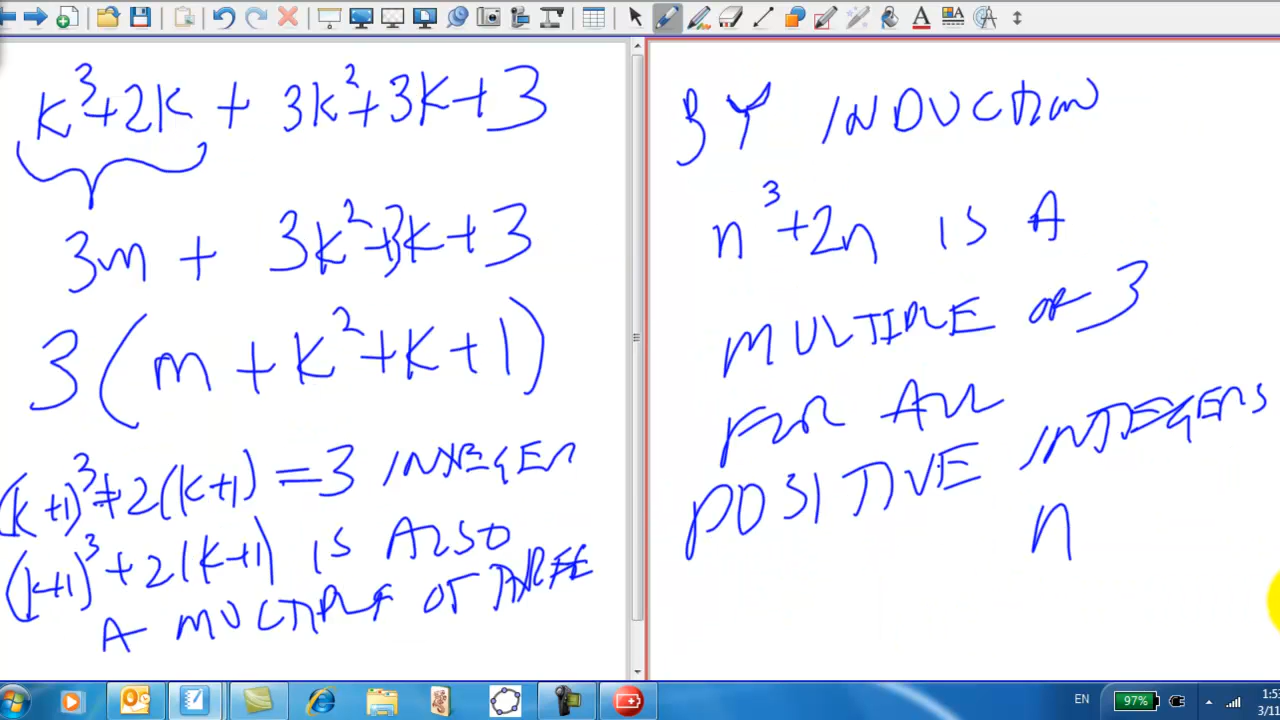 k³+2k + 3k²+3k+3
3m + 3k²+3k+3
3(m+k²+k+1)
(k+1)³+2(k+1) = 3 INTEGER
(k+1)³+2(k+1) IS ALSO
A MULTIPLE OF THREE
BY INDUCTION
n³+2n IS A
MULTIPLE OF 3
FOR ALL
POSITIVE INTEGERS
n
EN
97%
3/11